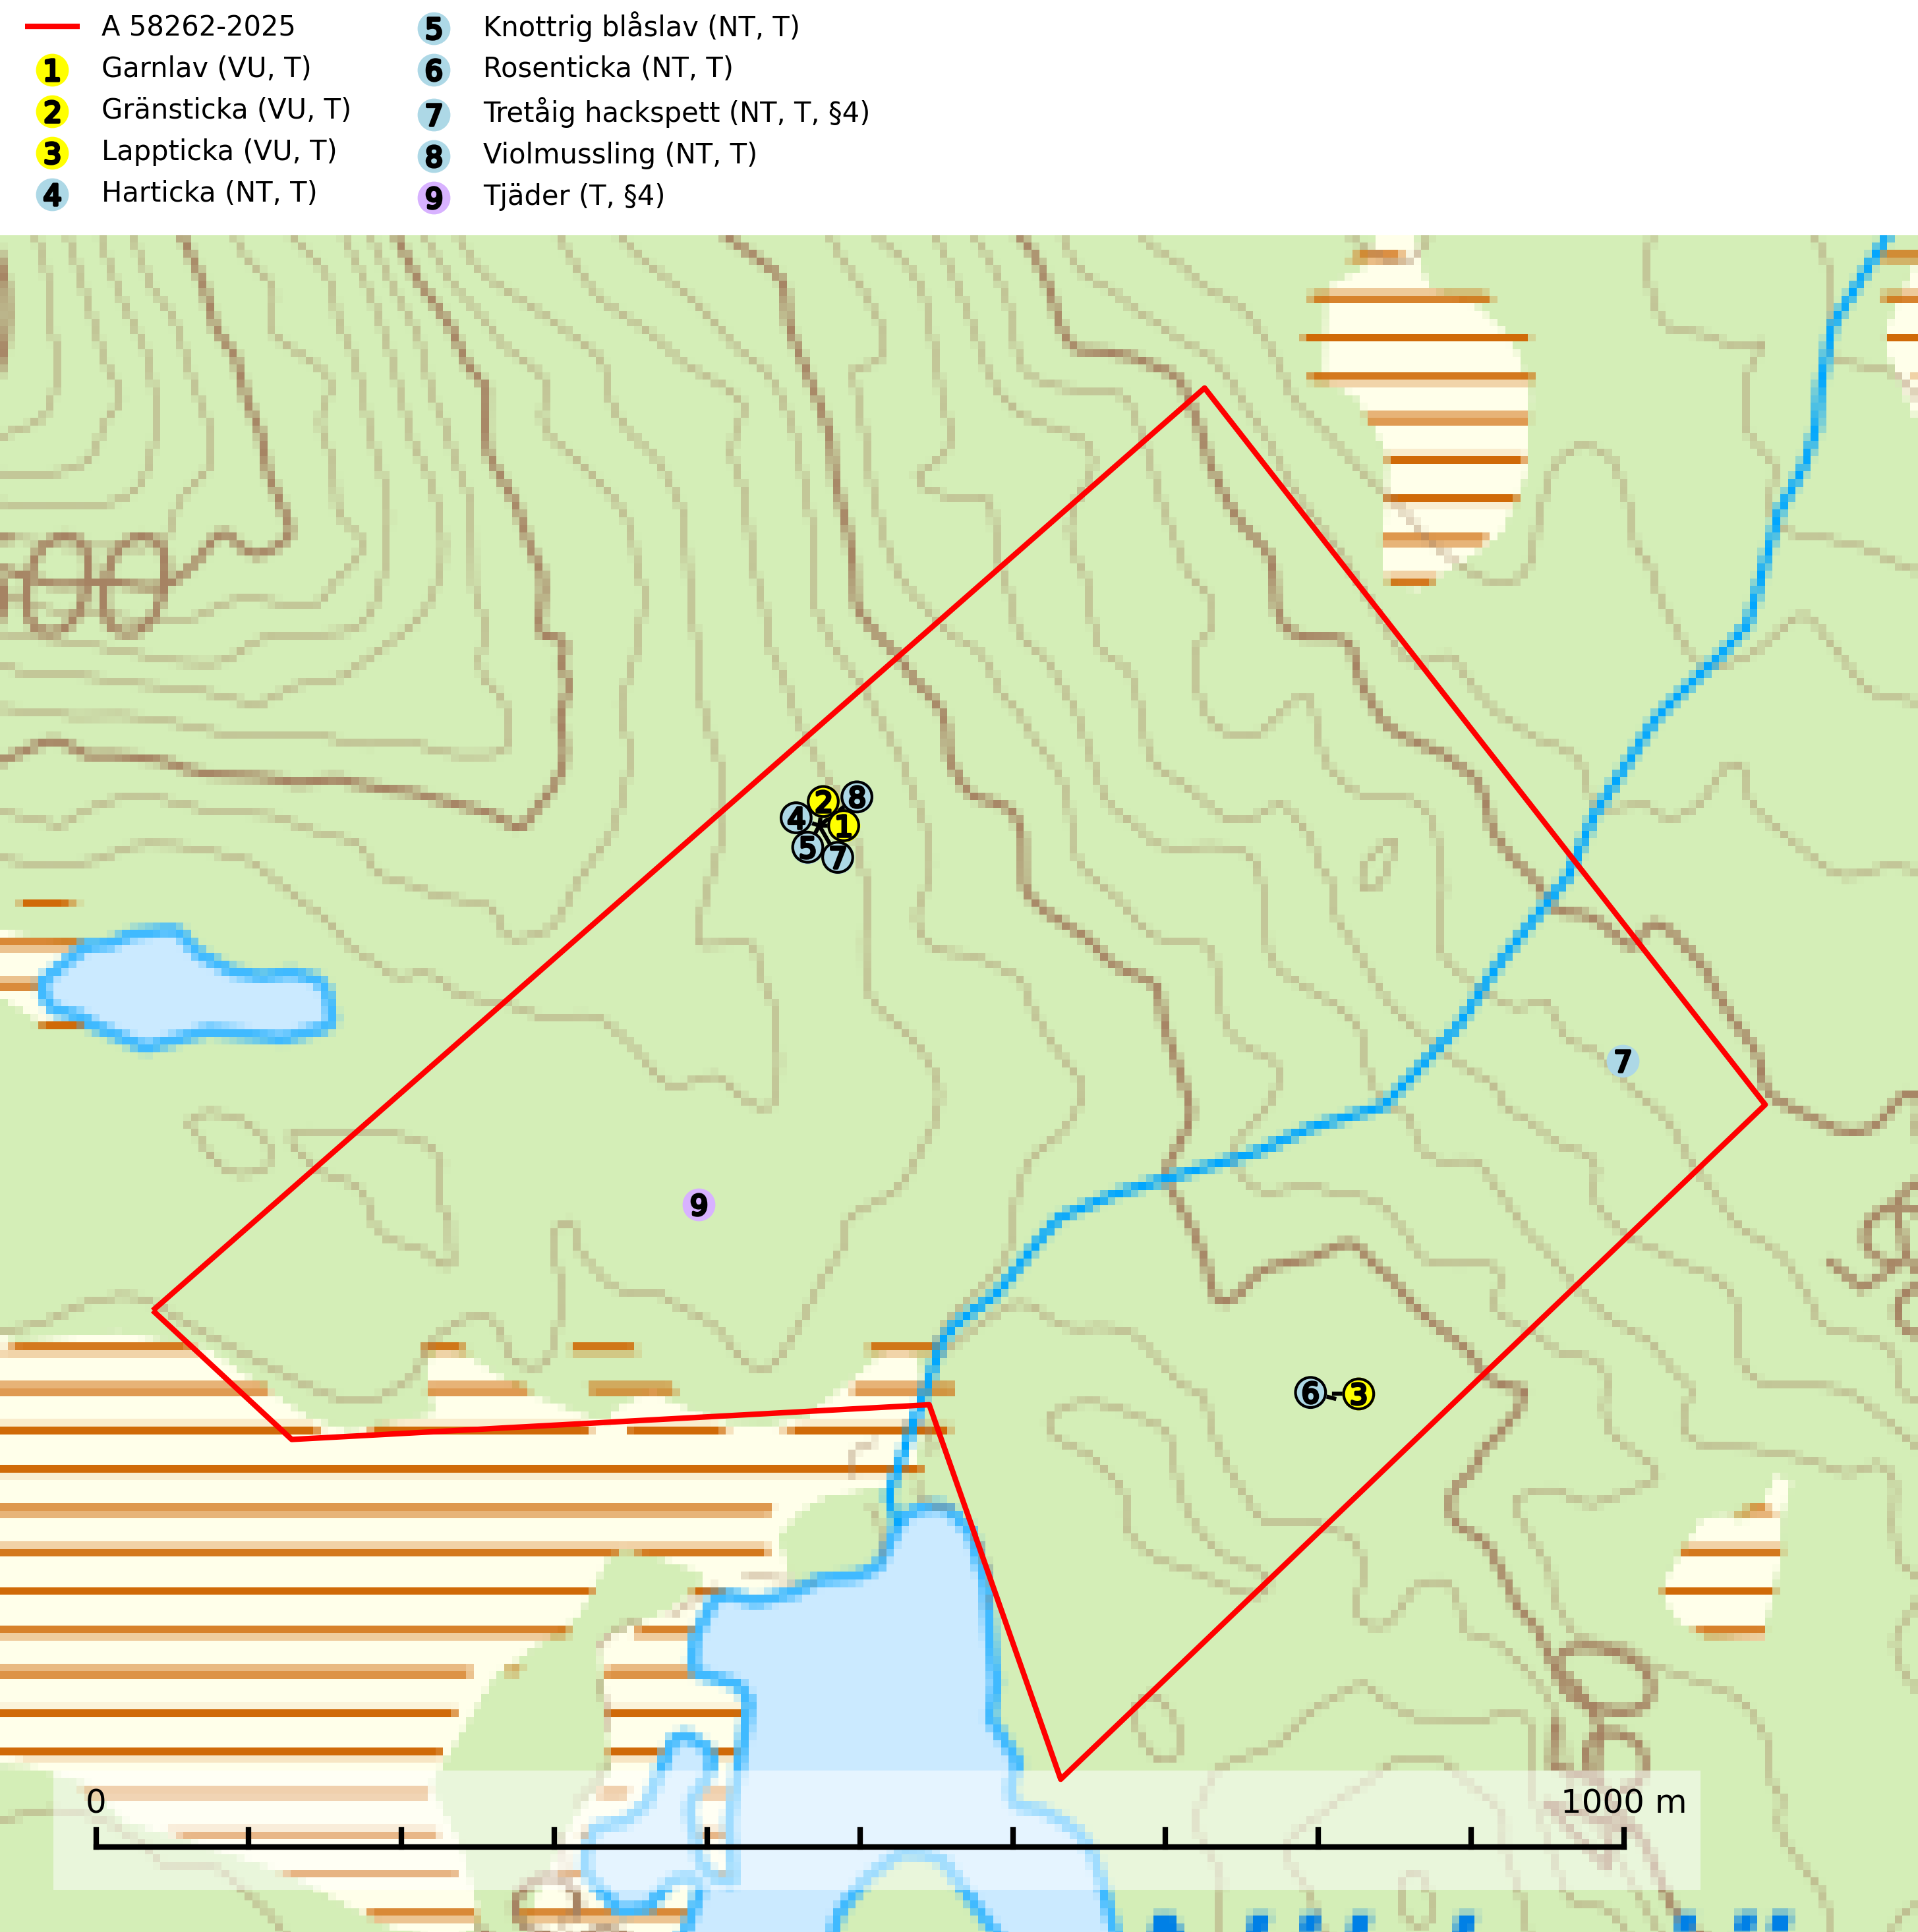 A 58262-2025
1 Garnlav (VU, T)
2 Gränsticka (VU, T)
3 Lappticka (VU, T)
4 Harticka (NT, T)
5 Knottrig blåslav (NT, T)
6 Rosenticka (NT, T)
7 Tretåig hackspett (NT, T, §4)
8 Violmussling (NT, T)
9 Tjäder (T, §4)
2 8
4 1
5 7
7
9
6 3
0 1000 m